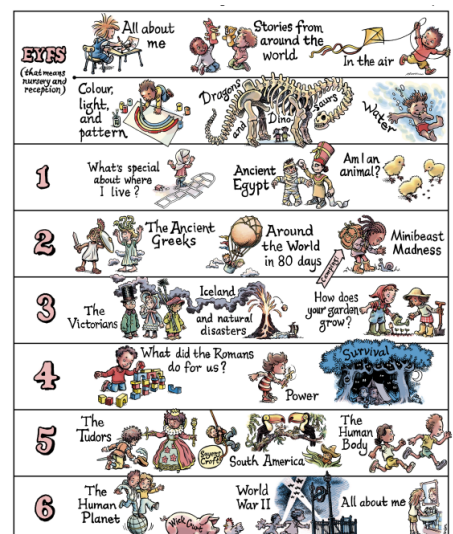 EYFS
(that means
nursery and
reception)
All about
me
Stories from
around the
world
In the air
Colour,
light,
and
pattern
Dragons
and
Dino-
saurs
Water
1
What's special
about where
I live?
Ancient
Egypt
Am I an
animal?
2
The Ancient
Greeks
Around
the World
in 80 days
Minibeast
Madness
3
The
Victorians
Iceland
and natural
disasters
How does
your garden
grow?
4
What did the Romans
do for us?
Power
Survival
5
The
Tudors
South America
The
Human
Body
6
The
Human
Planet
World
War II
All about me